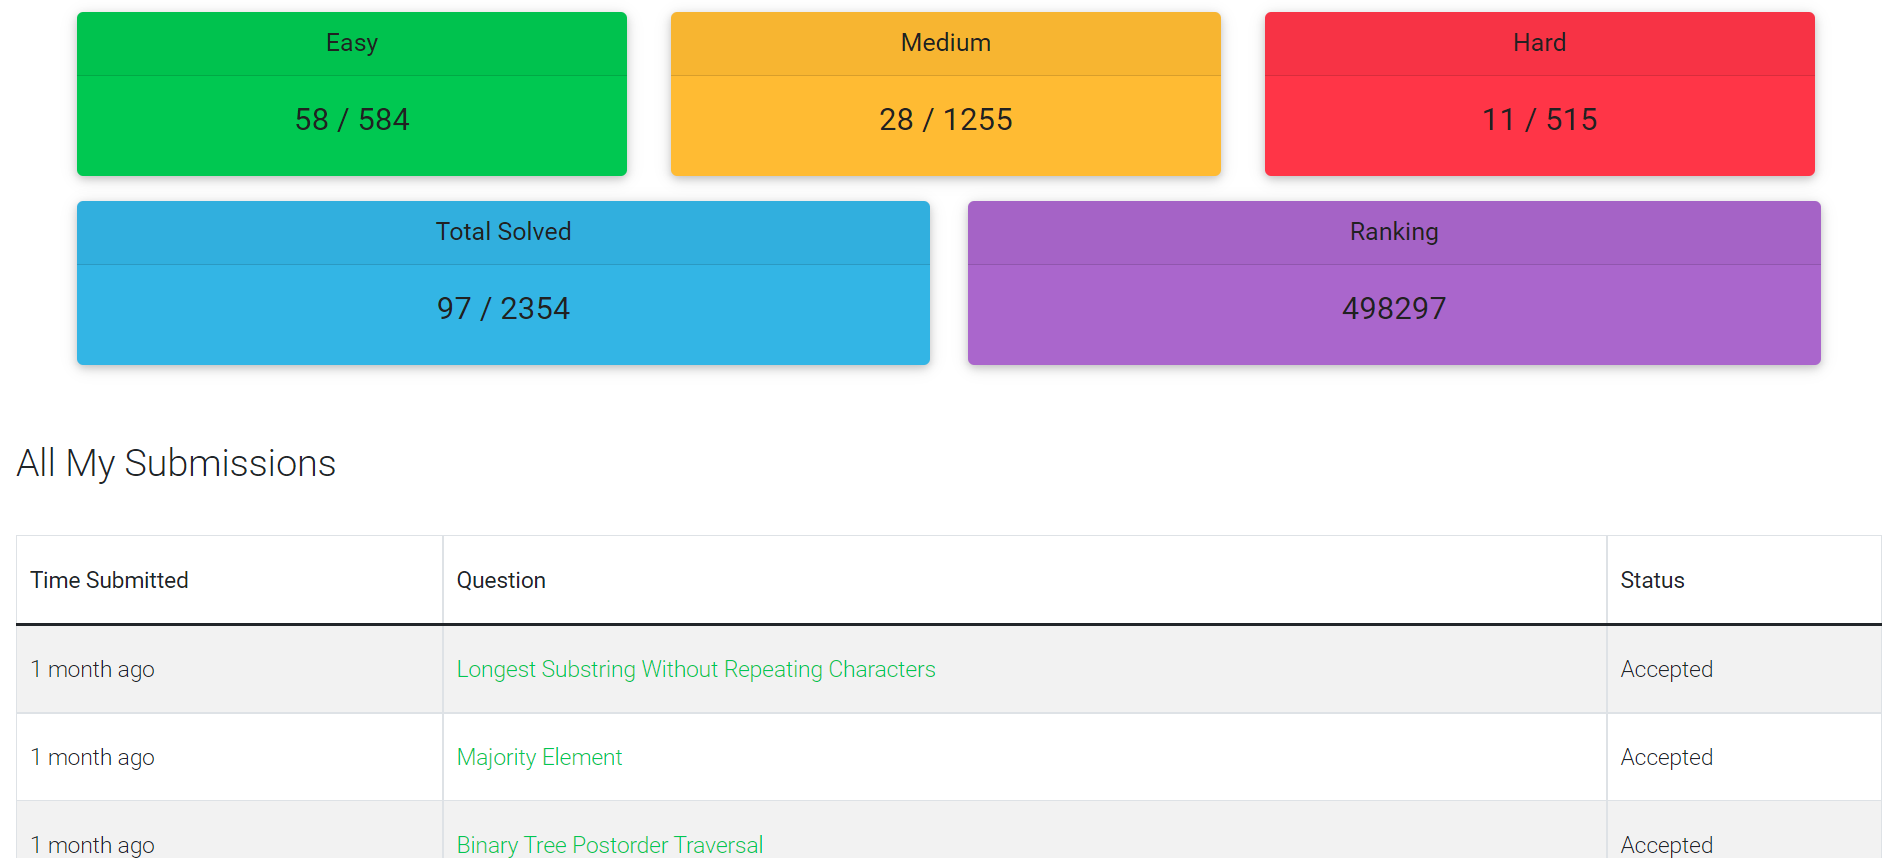 Easy
Medium
Hard
58 / 584
28 / 1255
11 / 515
Total Solved
Ranking
97 / 2354
498297
All My Submissions
Time Submitted
Question
Status
1 month ago
Longest Substring Without Repeating Characters
Accepted
1 month ago
Majority Element
Accepted
1 month ago
Binary Tree Postorder Traversal
Accepted